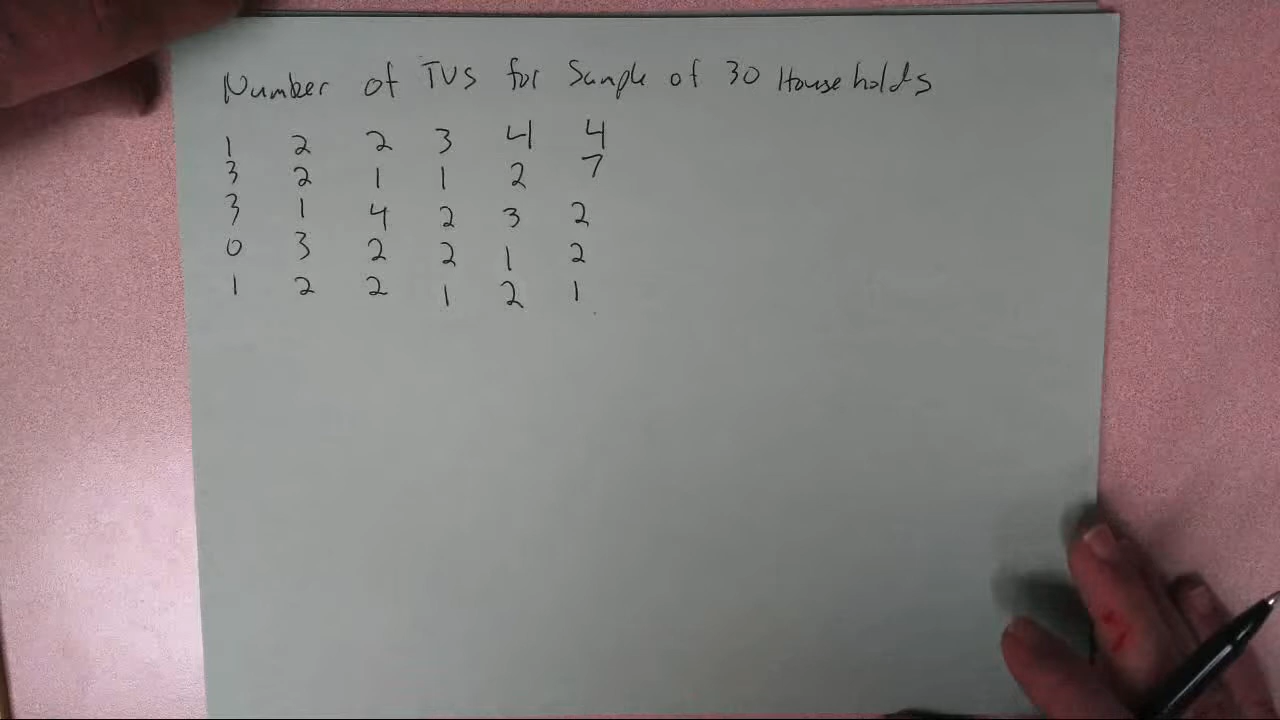 Number of TVS for Sample of 30 Households
1 2 2 3 4 4
3 2 1 1 2 7
3 1 4 2 3 2
0 3 2 2 1 2
1 2 2 1 2 1